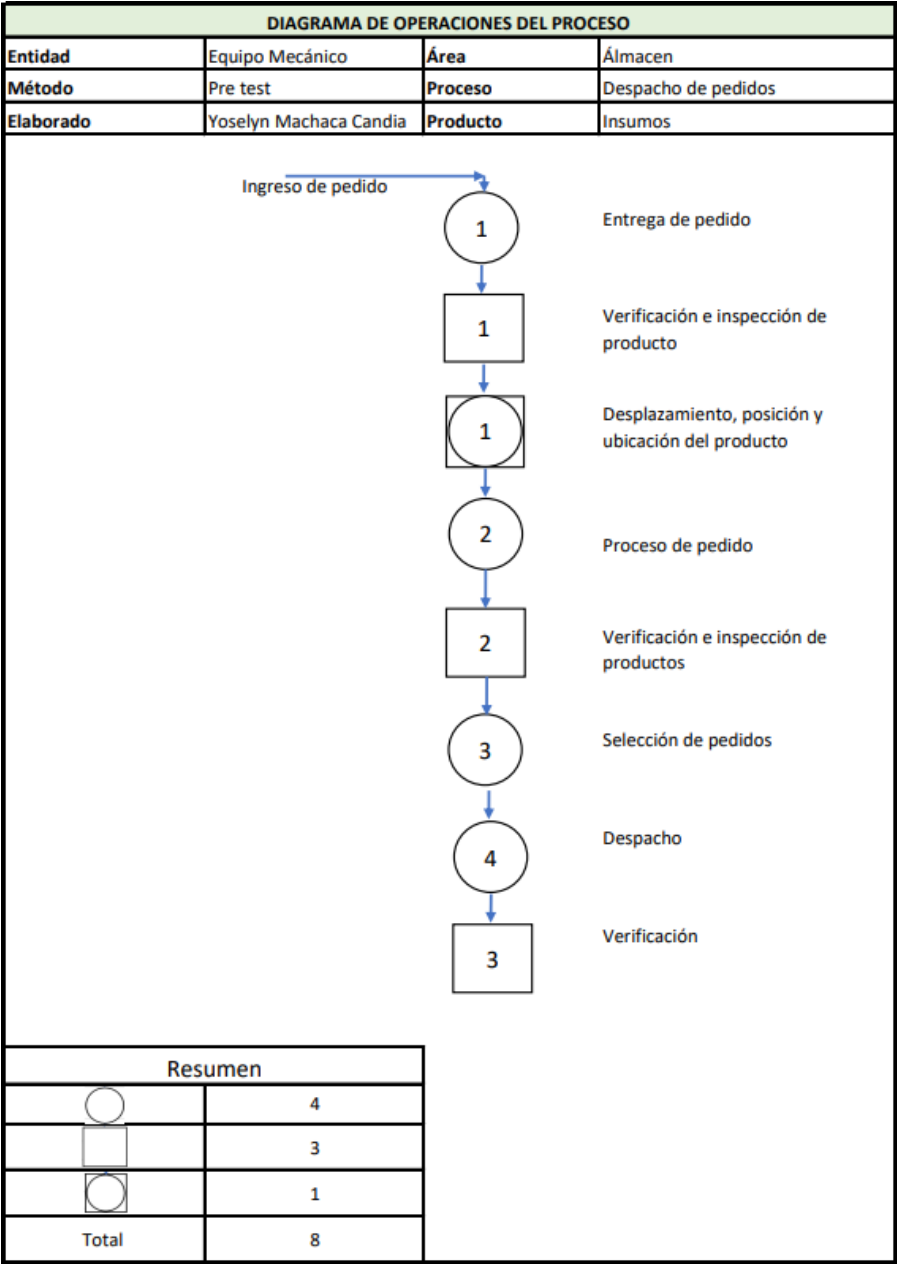 DIAGRAMA DE OPERACIONES DEL PROCESO
Entidad Equipo Mecánico Área Álmacen
Método Pre test Proceso Despacho de pedidos
Elaborado Yoselyn Machaca Candia Producto Insumos
Ingreso de pedido
1 Entrega de pedido
1 Verificación e inspección de
producto
1 Desplazamiento, posición y
ubicación del producto
2 Proceso de pedido
2 Verificación e inspección de
productos
3 Selección de pedidos
4 Despacho
3 Verificación
Resumen
4
3
1
Total 8